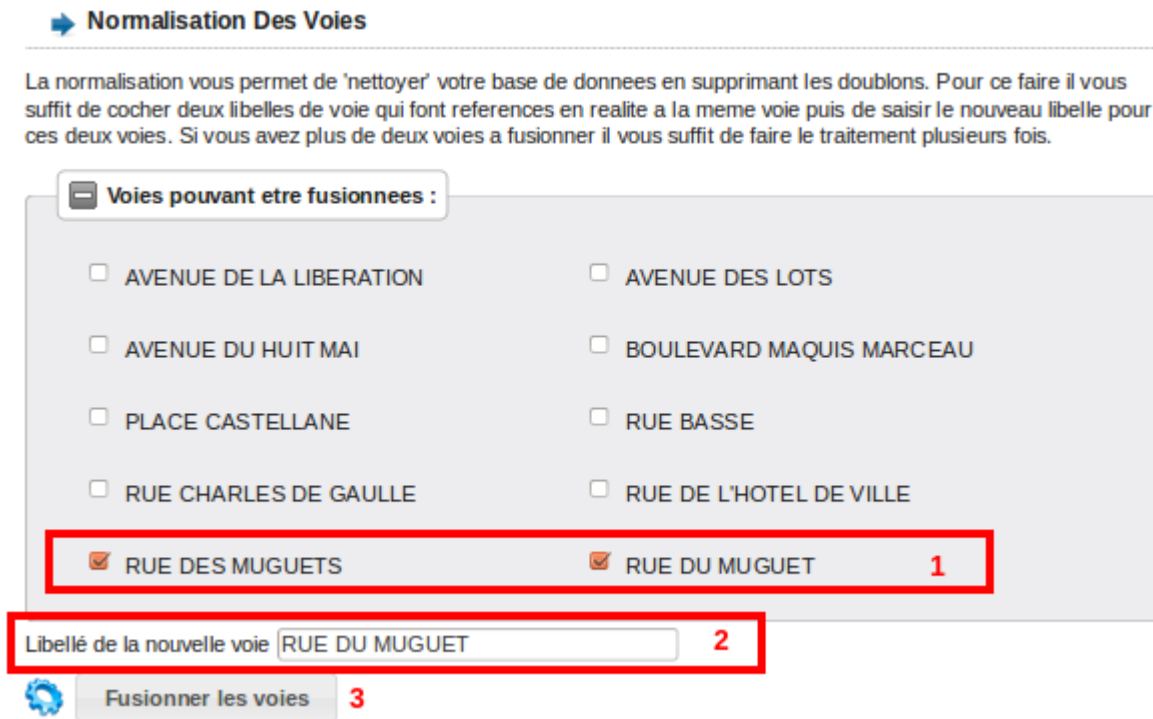 Normalisation Des Voies
La normalisation vous permet de 'nettoyer' votre base de donnees en supprimant les doublons. Pour ce faire il vous
suffit de cocher deux libelles de voie qui font references en realite a la meme voie puis de saisir le nouveau libelle pour
ces deux voies. Si vous avez plus de deux voies a fusionner il vous suffit de faire le traitement plusieurs fois.
Voies pouvant etre fusionnees :
AVENUE DE LA LIBERATION AVENUE DES LOTS
AVENUE DU HUIT MAI BOULEVARD MAQUIS MARCEAU
PLACE CASTELLANE RUE BASSE
RUE CHARLES DE GAULLE RUE DE L'HOTEL DE VILLE
RUE DES MUGUETS RUE DU MUGUET 1
Libellé de la nouvelle voie RUE DU MUGUET 2
Fusionner les voies 3